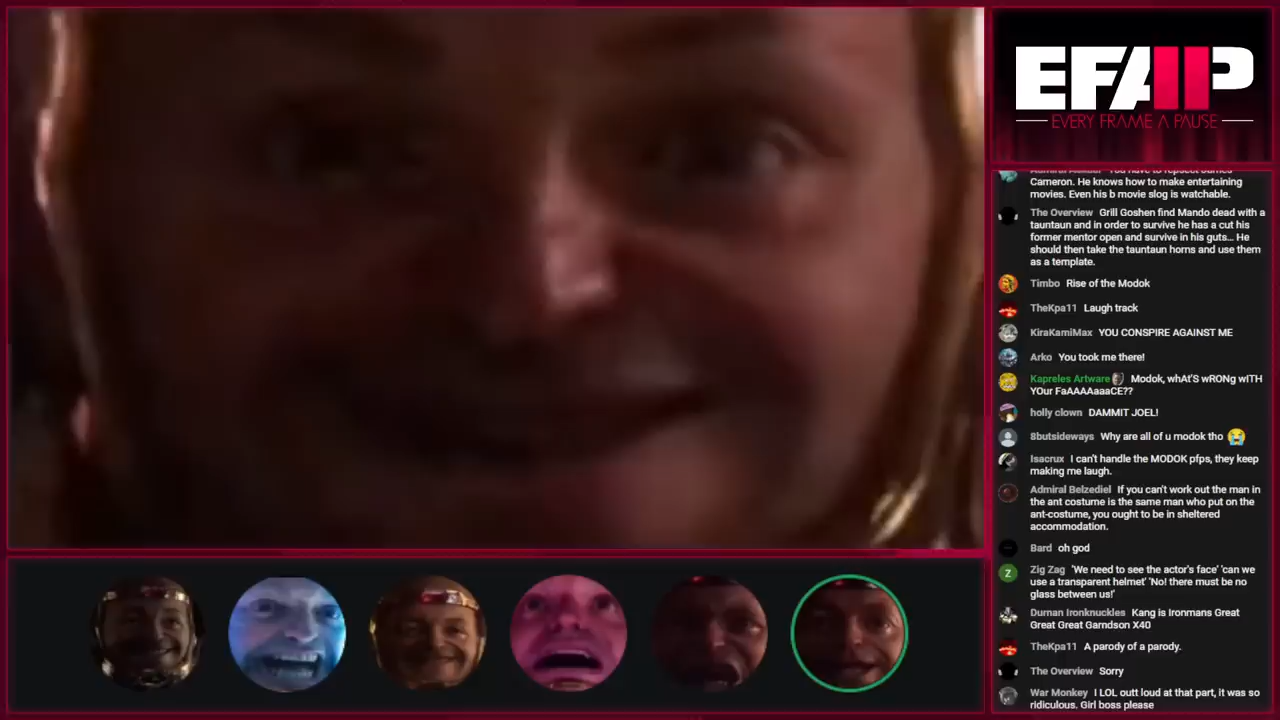 EFAP
EVERY FRAME A PAUSE
Cameron. He knows how to make entertaining
movies. Even his b movie slog is watchable.
The Overview Grill Goshen find Mando dead with a
tauntaun and in order to survive he has a cut his
former mentor open and survive in his guts... He
should then take the tauntaun horns and use them
as a template.
Timbo Rise of the Modok
TheKpa11 Laugh track
KiraKamiMax YOU CONSPIRE AGAINST ME
Arko You took me there!
Kapreles Artware Modok, whAt'S wRONg wITH
YOur FaAAAAaaaCE??
holly clown DAMMIT JOEL!
8butsideways Why are all of u modok tho 😭
Isacrux I can't handle the MODOK pfps, they keep
making me laugh.
Admiral Belzediel If you can't work out the man in
the ant costume is the same man who put on the
ant-costume, you ought to be in sheltered
accommodation.
Bard oh god
Z
Zig Zag 'We need to see the actor's face' 'can we
use a transparent helmet' 'No! there must be no
glass between us!'
Duman Ironknuckles Kang is Ironmans Great
Great Great Garndson X40
TheKpa11 A parody of a parody.
The Overview Sorry
War Monkey I LOL outt loud at that part, it was so
ridiculous. Girl boss please